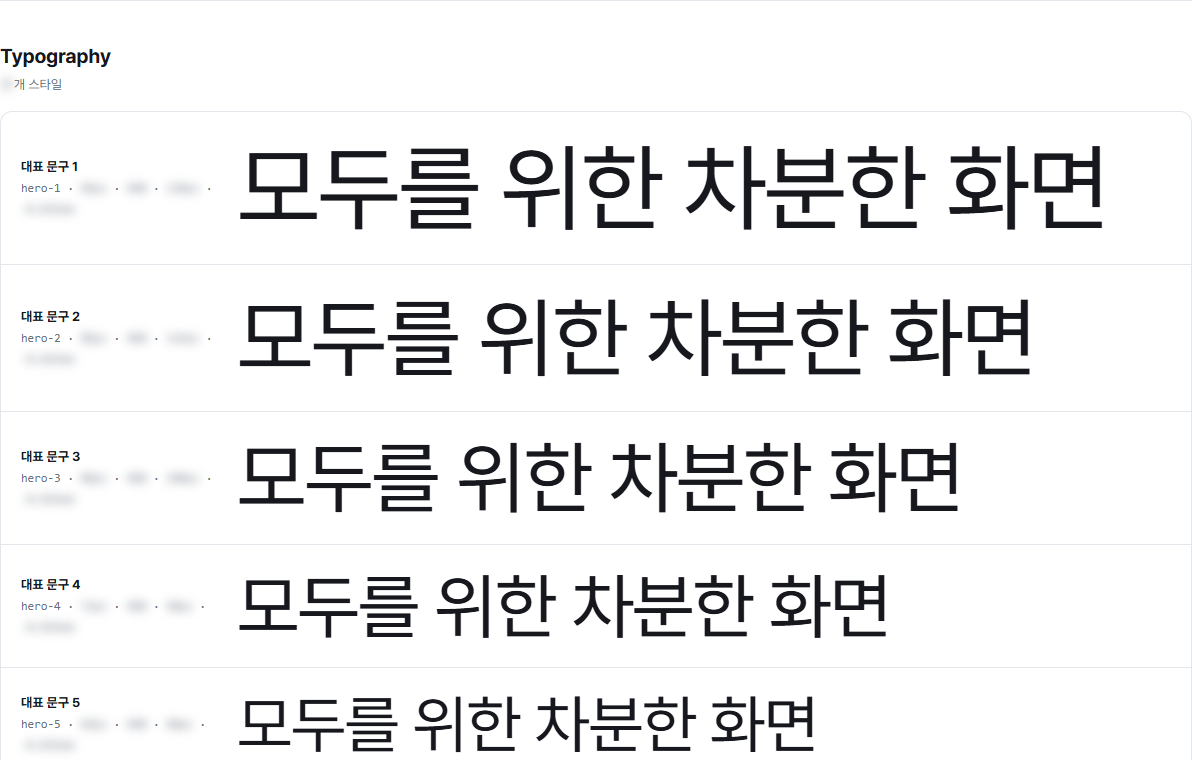 Typography
개 스타일
대표 문구 1
hero-1 · · · ·
모두를 위한 차분한 화면
대표 문구 2
hero-2 · · · ·
모두를 위한 차분한 화면
대표 문구 3
hero-3 · · · ·
모두를 위한 차분한 화면
대표 문구 4
hero-4 · · · ·
모두를 위한 차분한 화면
대표 문구 5
hero-5 · · · ·
모두를 위한 차분한 화면